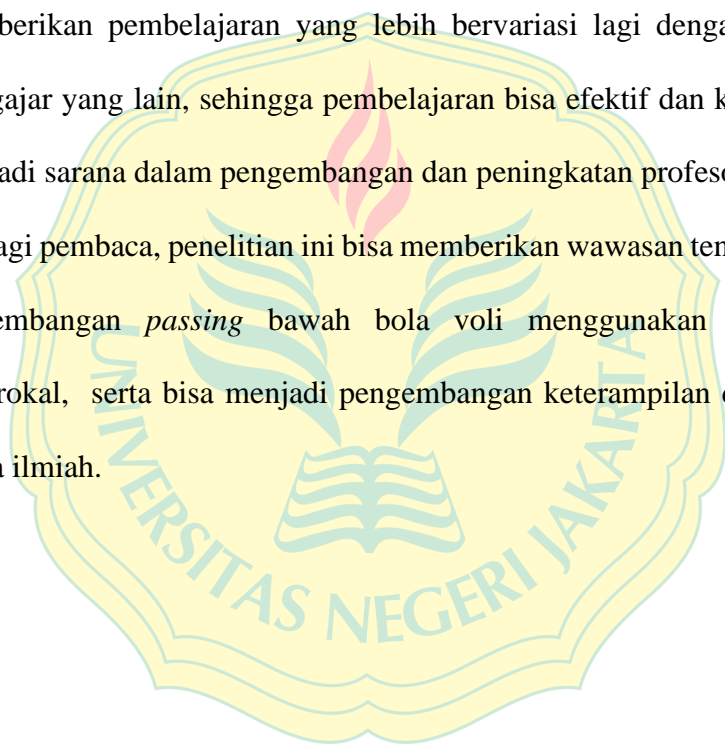 berikan pembelajaran yang lebih bervariasi lagi denga
gajar yang lain, sehingga pembelajaran bisa efektif dan k
adi sarana dalam pengembangan dan peningkatan profeso
agi pembaca, penelitian ini bisa memberikan wawasan ten
embangan passing bawah bola voli menggunakan
rokal, serta bisa menjadi pengembangan keterampilan
a ilmiah.
UNIVERSITAS NEGERI JAKARTA